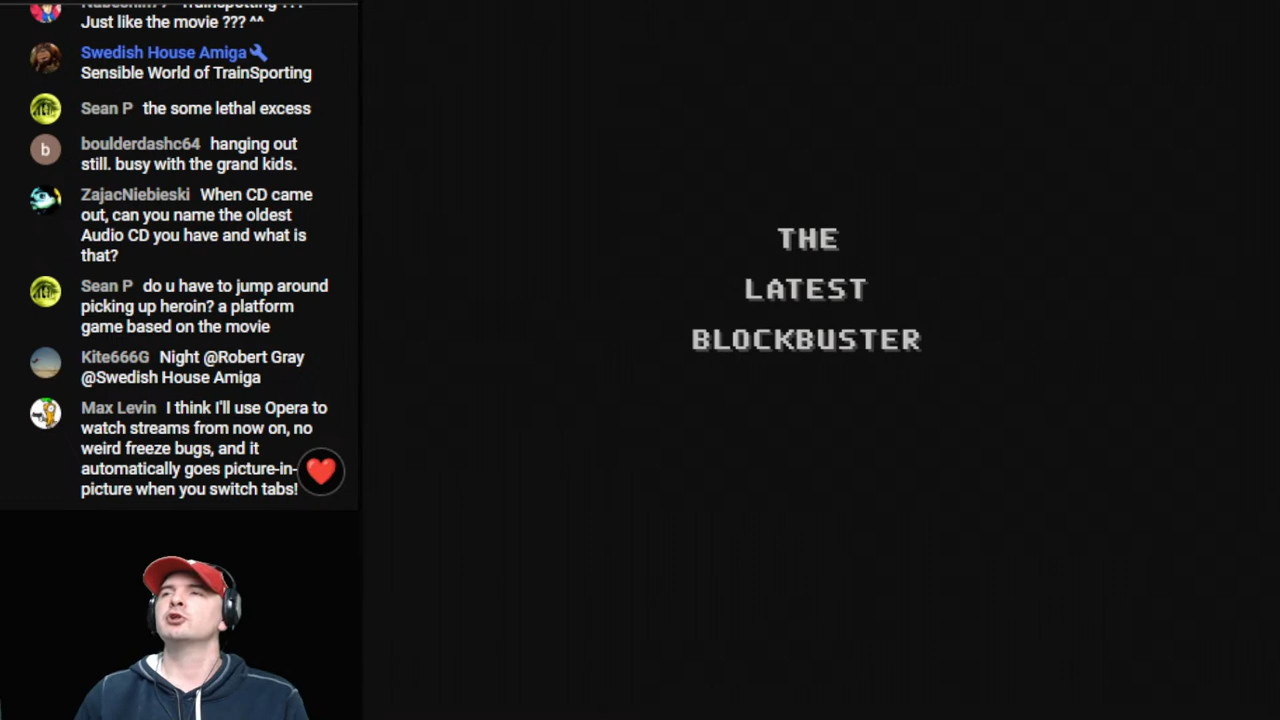 Just like the movie ??? ^^
Swedish House Amiga
Sensible World of TrainSporting
Sean P the some lethal excess
boulderdashc64 hanging out
still. busy with the grand kids.
ZajacNiebieski When CD came
out, can you name the oldest
Audio CD you have and what is
that?
Sean P do u have to jump around
picking up heroin? a platform
game based on the movie
Kite666G Night @Robert Gray
@Swedish House Amiga
Max Levin I think I'll use Opera to
watch streams from now on, no
weird freeze bugs, and it
automatically goes picture-in-
picture when you switch tabs!
b
THE
LATEST
BLOCKBUSTER